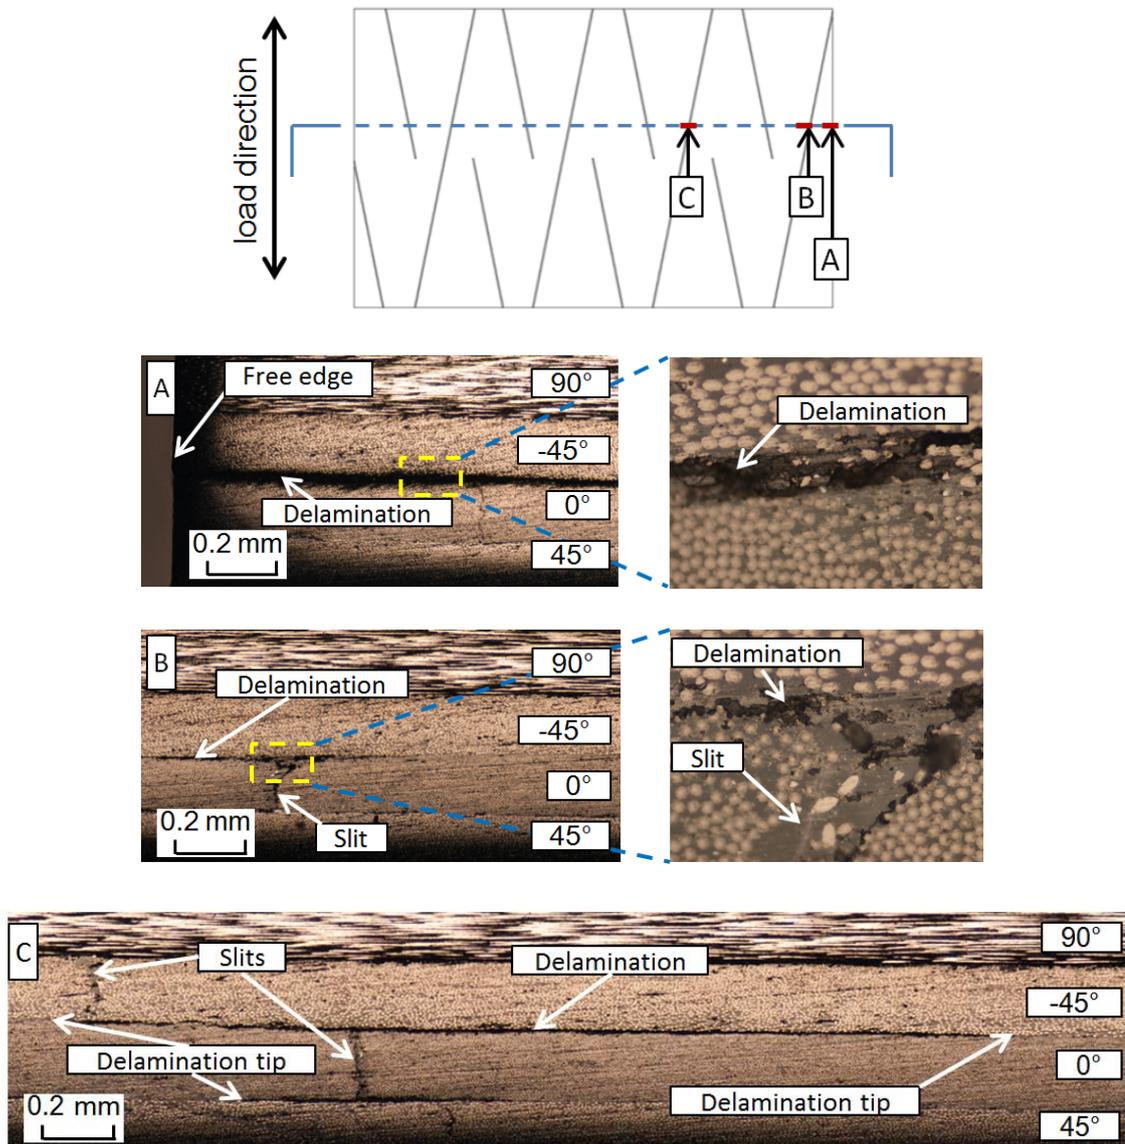 load direction
C
B
A
A
Free edge
90°
-45°
Delamination
0°
45°
0.2 mm
Delamination
B
90°
Delamination
-45°
0°
Slit
45°
0.2 mm
Delamination
Slit
C
Slits
Delamination
90°
-45°
Delamination tip
0°
Delamination tip
0.2 mm
45°